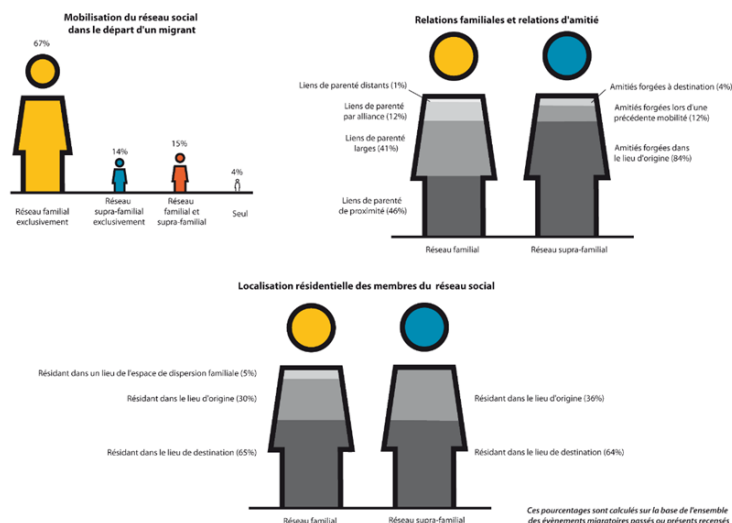 Mobilisation du réseau social
dans le départ d'un migrant
67%
14%
15%
4%
Réseau familial
exclusivement
Réseau
supra-familial
exclusivement
Réseau
familial et
supra-familial
Seul
Relations familiales et relations d'amitié
Liens de parenté distants (1%)
Liens de parenté
par alliance (12%)
Liens de parenté
larges (41%)
Liens de parenté
de proximité (46%)
Amitiés forgées à destination (4%)
Amitiés forgées lors d'une
précédente mobilité (12%)
Amitiés forgées dans
le lieu d'origine (84%)
Réseau familial
Réseau supra-familial
Localisation résidentielle des membres du réseau social
Résidant dans un lieu de l'espace de dispersion familiale (5%)
Résidant dans le lieu d'origine (30%)
Résidant dans le lieu de destination (65%)
Résidant dans le lieu d'origine (36%)
Résidant dans le lieu de destination (64%)
Réseau familial
Réseau supra-familial
Ces pourcentages sont calculés sur la base de l'ensemble
des évènements migratoires passés ou présents recensés